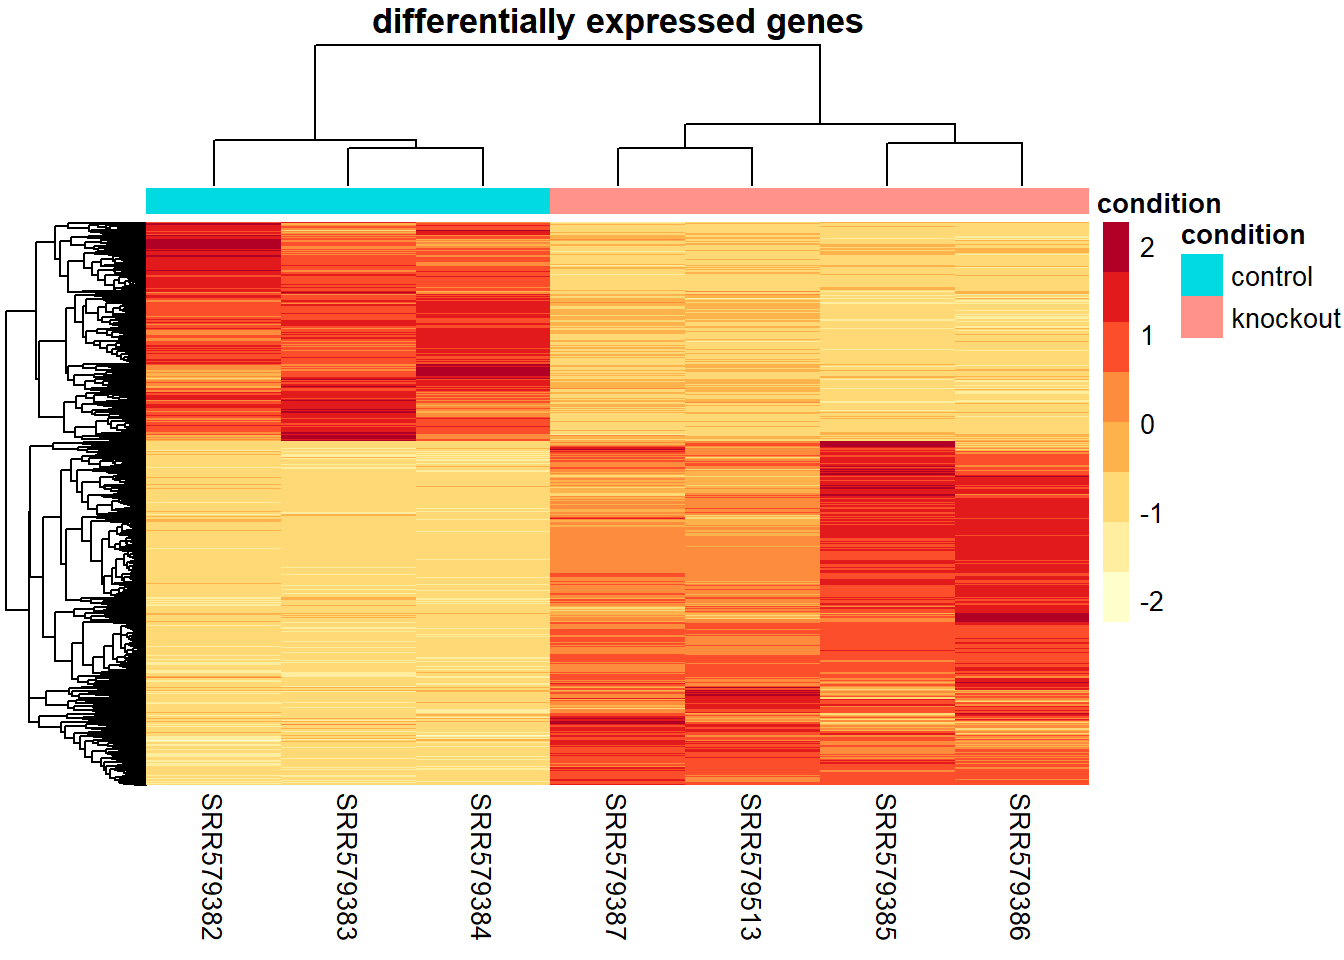 differentially expressed genes
condition
2
1
0
-1
-2
condition
control
knockout
SRR579382
SRR579383
SRR579384
SRR579387
SRR579513
SRR579385
SRR579386